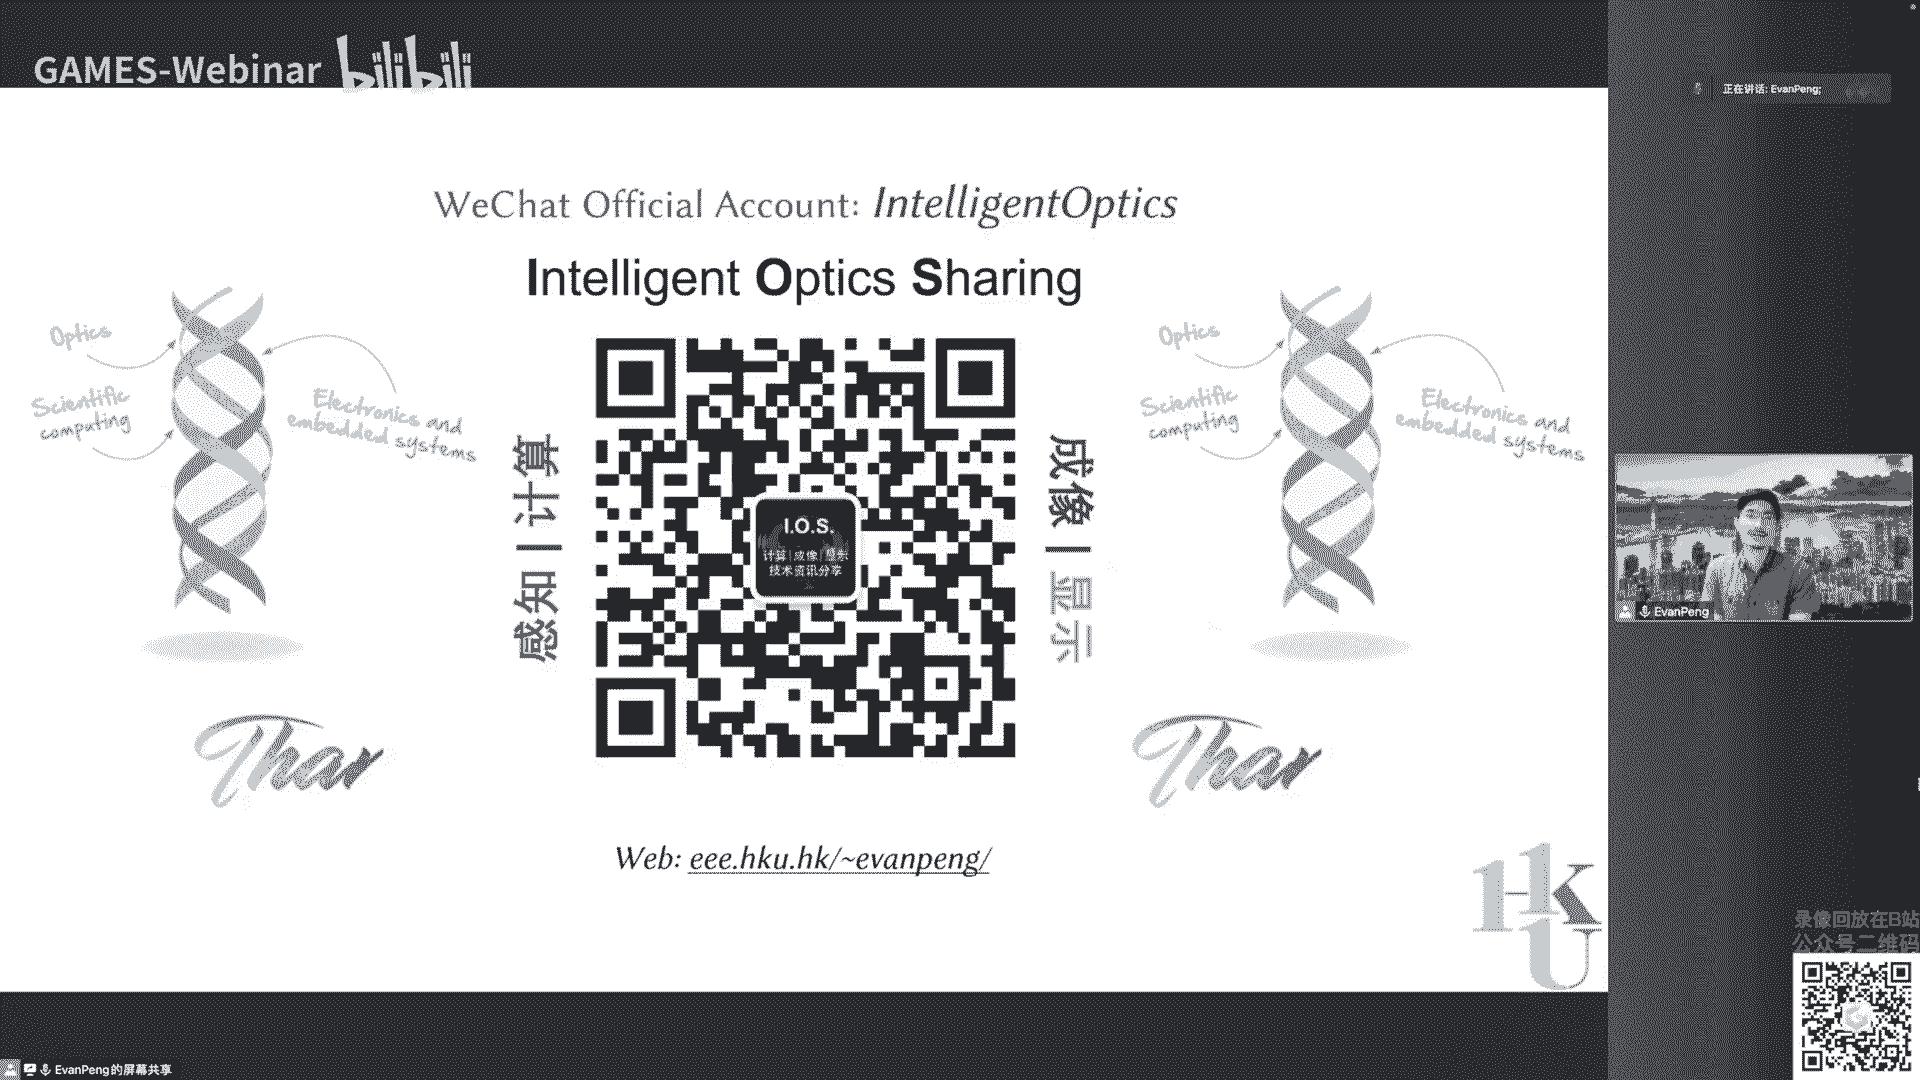 GAMES-Webinar bilibili
正在讲话: EvanPeng;
WeChat Official Account: IntelligentOptics
Intelligent Optics Sharing
Optics
Scientific
computing
Electronics and
embedded systems
感知 | 计算
I.O.S.
计算|成像|显示
技术资讯分享
成像 | 显示
Optics
Scientific
computing
Electronics and
embedded systems
EvanPeng
Thar
Thar
Web: eee.hku.hk/~evanpeng/
HKU
录像回放在B站
公众号二维码
EvanPeng的屏幕共享